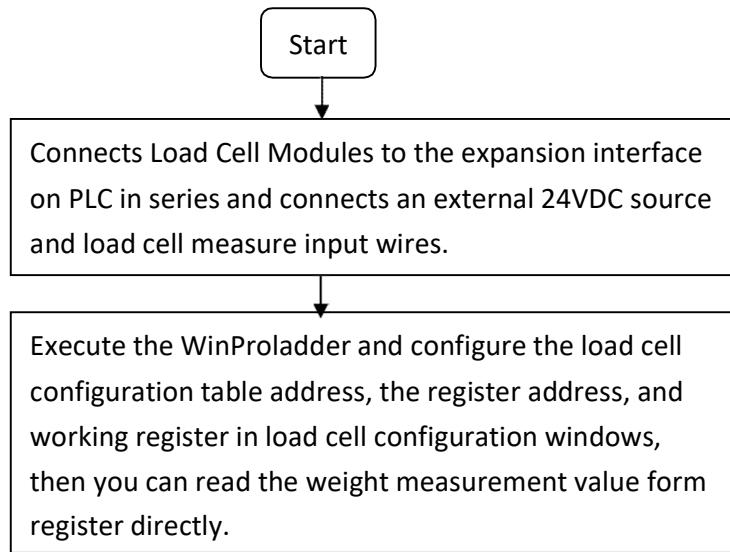 Start
Connects Load Cell Modules to the expansion interface
on PLC in series and connects an external 24VDC source
and load cell measure input wires.
Execute the WinProladder and configure the load cell
configuration table address, the register address, and
working register in load cell configuration windows,
then you can read the weight measurement value form
register directly.